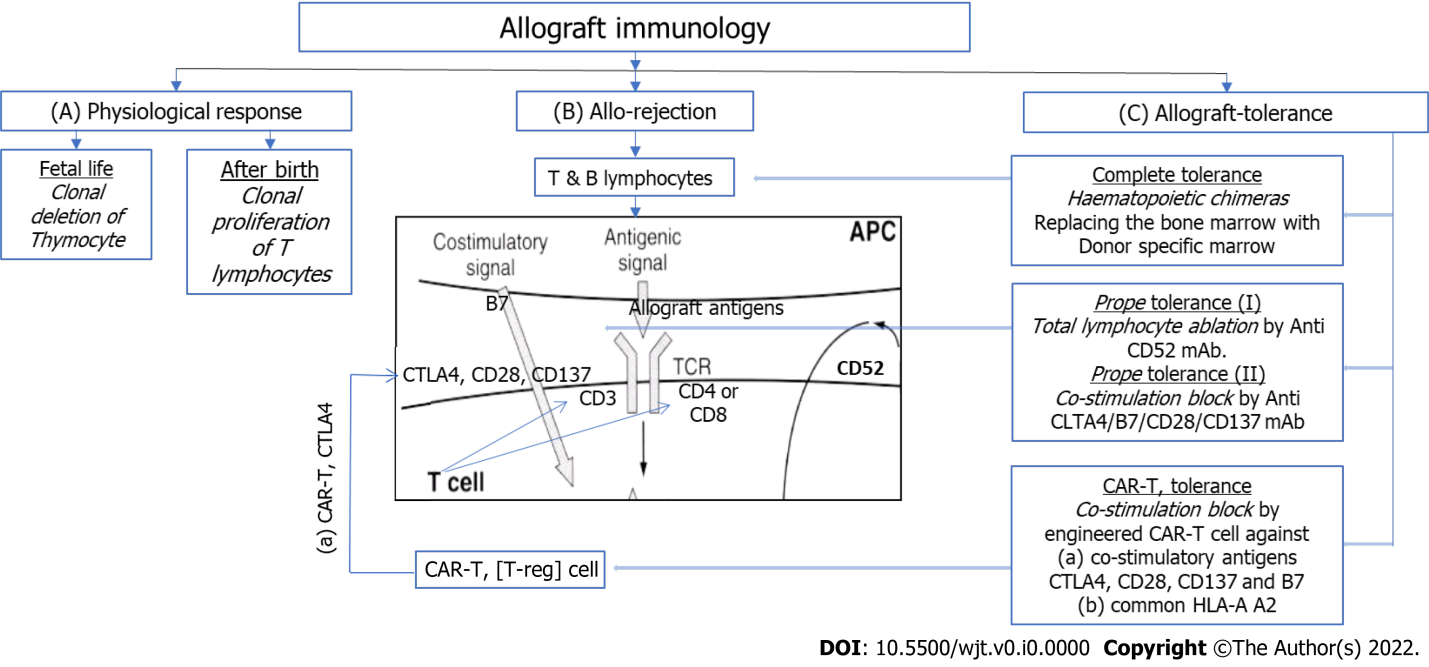 Allograft immunology
(A) Physiological response
Fetal life
Clonal
deletion of
Thymocyte
After birth
Clonal
proliferation
of T
lymphocytes
(B) Allo-rejection
T & B lymphocytes
Costimulatory
signal
Antigenic
signal
APC
B7
Allograft antigens
TCR
CD52
CTLA4, CD28, CD137
CD3
CD4 or
CD8
T cell
(a) CAR-T, CTLA4
CAR-T, [T-reg] cell
(C) Allograft-tolerance
Complete tolerance
Haematopoietic chimeras
Replacing the bone marrow with
Donor specific marrow
Prope tolerance (I)
Total lymphocyte ablation by Anti
CD52 mAb.
Prope tolerance (II)
Co-stimulation block by Anti
CLTA4/B7/CD28/CD137 mAb
CAR-T, tolerance
Co-stimulation block by
engineered CAR-T cell against
(a) co-stimulatory antigens
CTLA4, CD28, CD137 and B7
(b) common HLA-A A2
DOI: 10.5500/wjt.v0.i0.0000 Copyright ©The Author(s) 2022.